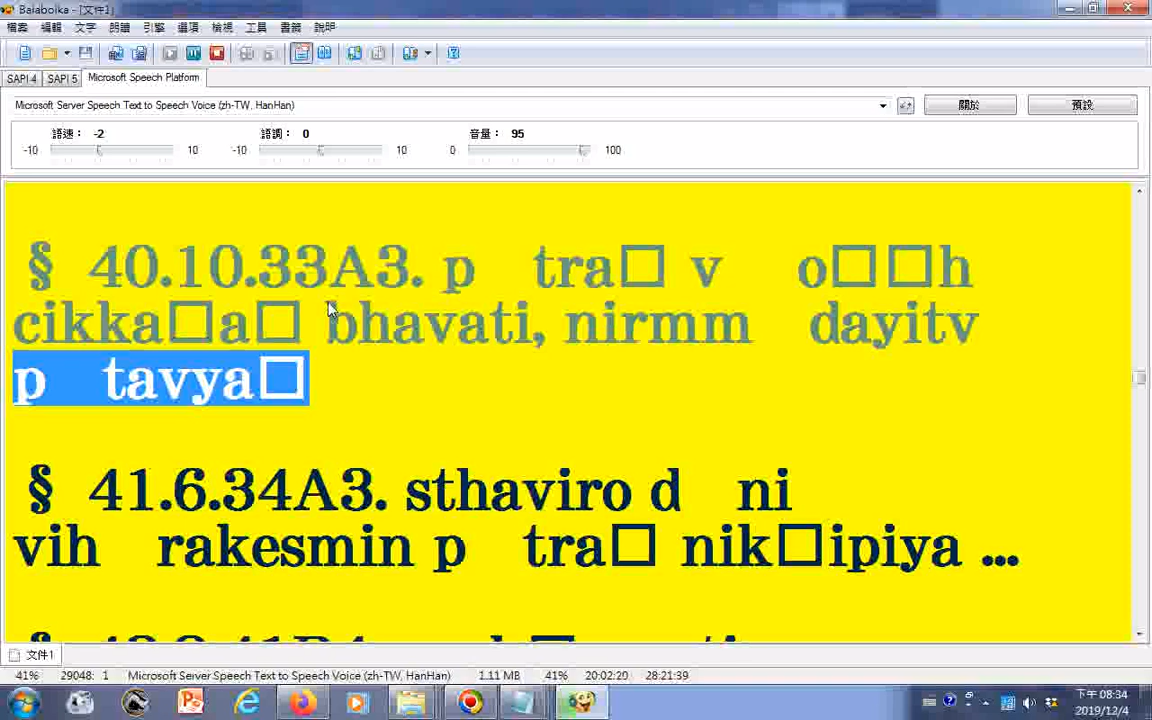 Balabolka - [文件1]
檔案 編輯 文字 朗讀 引擎 選項 檢視 工具 書籤 說明
SAPI 4 SAPI 5 Microsoft Speech Platform
Microsoft Server Speech Text to Speech Voice (zh-TW, HanHan) 關於 預設
語速： -2 語調： 0 音量： 95
-10 10 -10 10 0 100
§ 40.10.33A3. p tra□ v o□□h
cikka□a□ bhavati, nirmm dayitv
p tavya□
§ 41.6.34A3. sthaviro d ni
vih rakesmin p tra□ nik□ipiya ...
文件1
41% 29048: 1 Microsoft Server Speech Text to Speech Voice (zh-TW, HanHan) 1.11 MB 41% 20:02:20 28:21:39
下午 08:34
2019/12/4